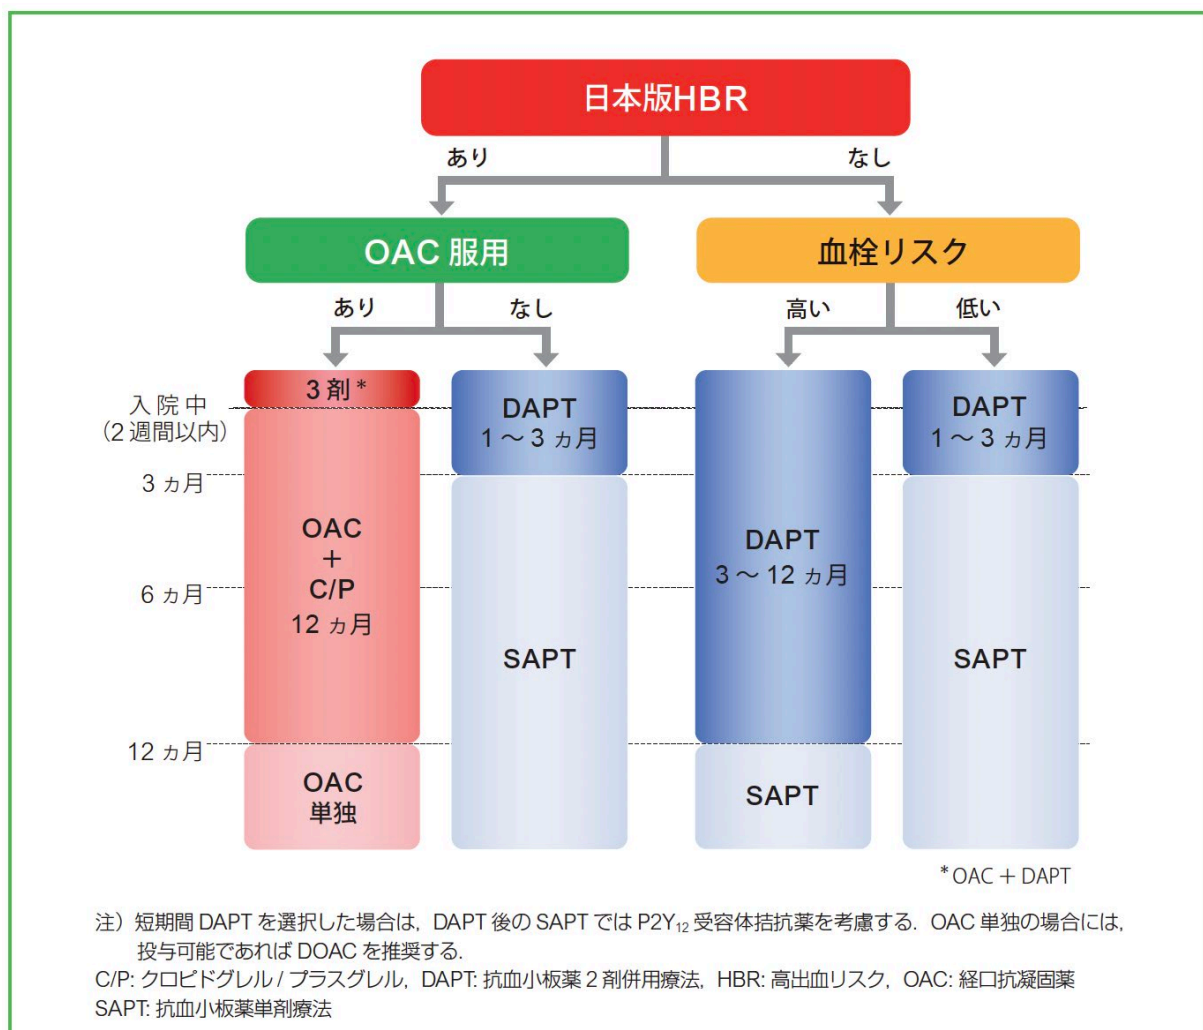 日本版HBR
あり
なし
OAC 服用
血栓リスク
あり
なし
高い
低い
3 剤*
入院中
(2 週間以内)
DAPT
1 ～ 3 ヵ月
DAPT
1 ～ 3 ヵ月
3 ヵ月
OAC
+
C/P
12 ヵ月
DAPT
3 ～ 12 ヵ月
6 ヵ月
SAPT
SAPT
12 ヵ月
OAC
単独
SAPT
*OAC + DAPT
注）短期間 DAPT を選択した場合は，DAPT 後の SAPT では P2Y₁₂ 受容体拮抗薬を考慮する．OAC 単独の場合には，
投与可能であれば DOAC を推奨する．
C/P: クロピドグレル / プラスグレル，DAPT: 抗血小板薬 2 剤併用療法，HBR: 高出血リスク，OAC: 経口抗凝固薬
SAPT: 抗血小板薬単剤療法